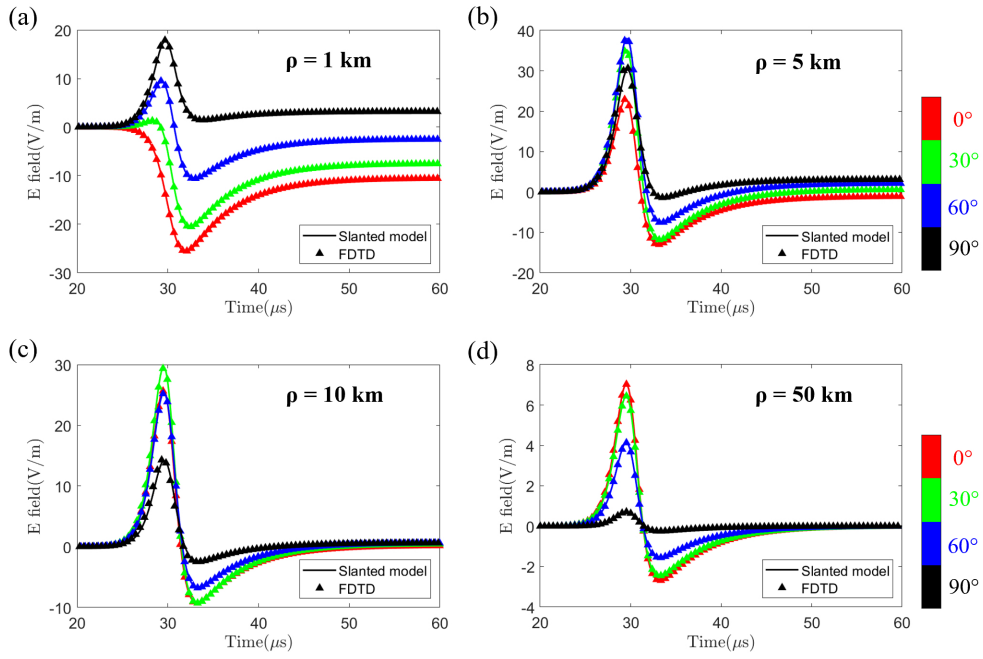 (a)
20
10
0
-10
-20
-30
E field(V/m)
ρ = 1 km
Slanted model
FDTD
20
30
40
50
60
Time(μs)
(b)
40
30
20
10
0
-10
-20
E field(V/m)
ρ = 5 km
Slanted model
FDTD
20
30
40
50
60
Time(μs)
0°
30°
60°
90°
(c)
30
20
10
0
-10
E field(V/m)
ρ = 10 km
Slanted model
FDTD
20
30
40
50
60
Time(μs)
(d)
8
6
4
2
0
-2
-4
E field(V/m)
ρ = 50 km
Slanted model
FDTD
20
30
40
50
60
Time(μs)
0°
30°
60°
90°